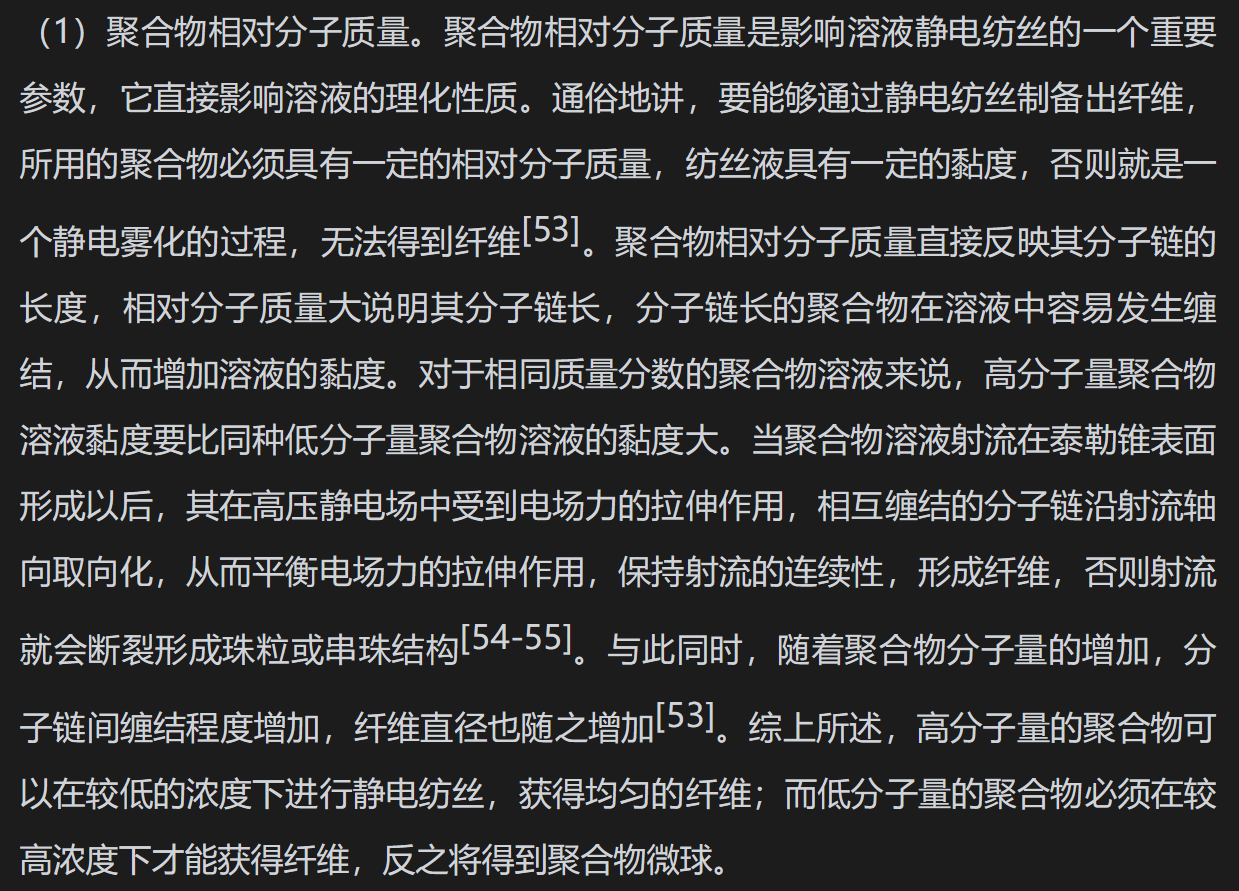 （1）聚合物相对分子质量。聚合物相对分子质量是影响溶液静电纺丝的一个重要
参数，它直接影响溶液的理化性质。通俗地讲，要能够通过静电纺丝制备出纤维，
所用的聚合物必须具有一定的相对分子质量，纺丝液具有一定的黏度，否则就是一
个静电雾化的过程，无法得到纤维[53]。聚合物相对分子质量直接反映其分子链的
长度，相对分子质量大说明其分子链长，分子链长的聚合物在溶液中容易发生缠
结，从而增加溶液的黏度。对于相同质量分数的聚合物溶液来说，高分子量聚合物
溶液黏度要比同种低分子量聚合物溶液的黏度大。当聚合物溶液射流在泰勒锥表面
形成以后，其在高压静电场中受到电场力的拉伸作用，相互缠结的分子链沿射流轴
向取向化，从而平衡电场力的拉伸作用，保持射流的连续性，形成纤维，否则射流
就会断裂形成珠粒或串珠结构[54-55]。与此同时，随着聚合物分子量的增加，分
子链间缠结程度增加，纤维直径也随之增加[53]。综上所述，高分子量的聚合物可
以在较低的浓度下进行静电纺丝，获得均匀的纤维；而低分子量的聚合物必须在较
高浓度下才能获得纤维，反之将得到聚合物微球。